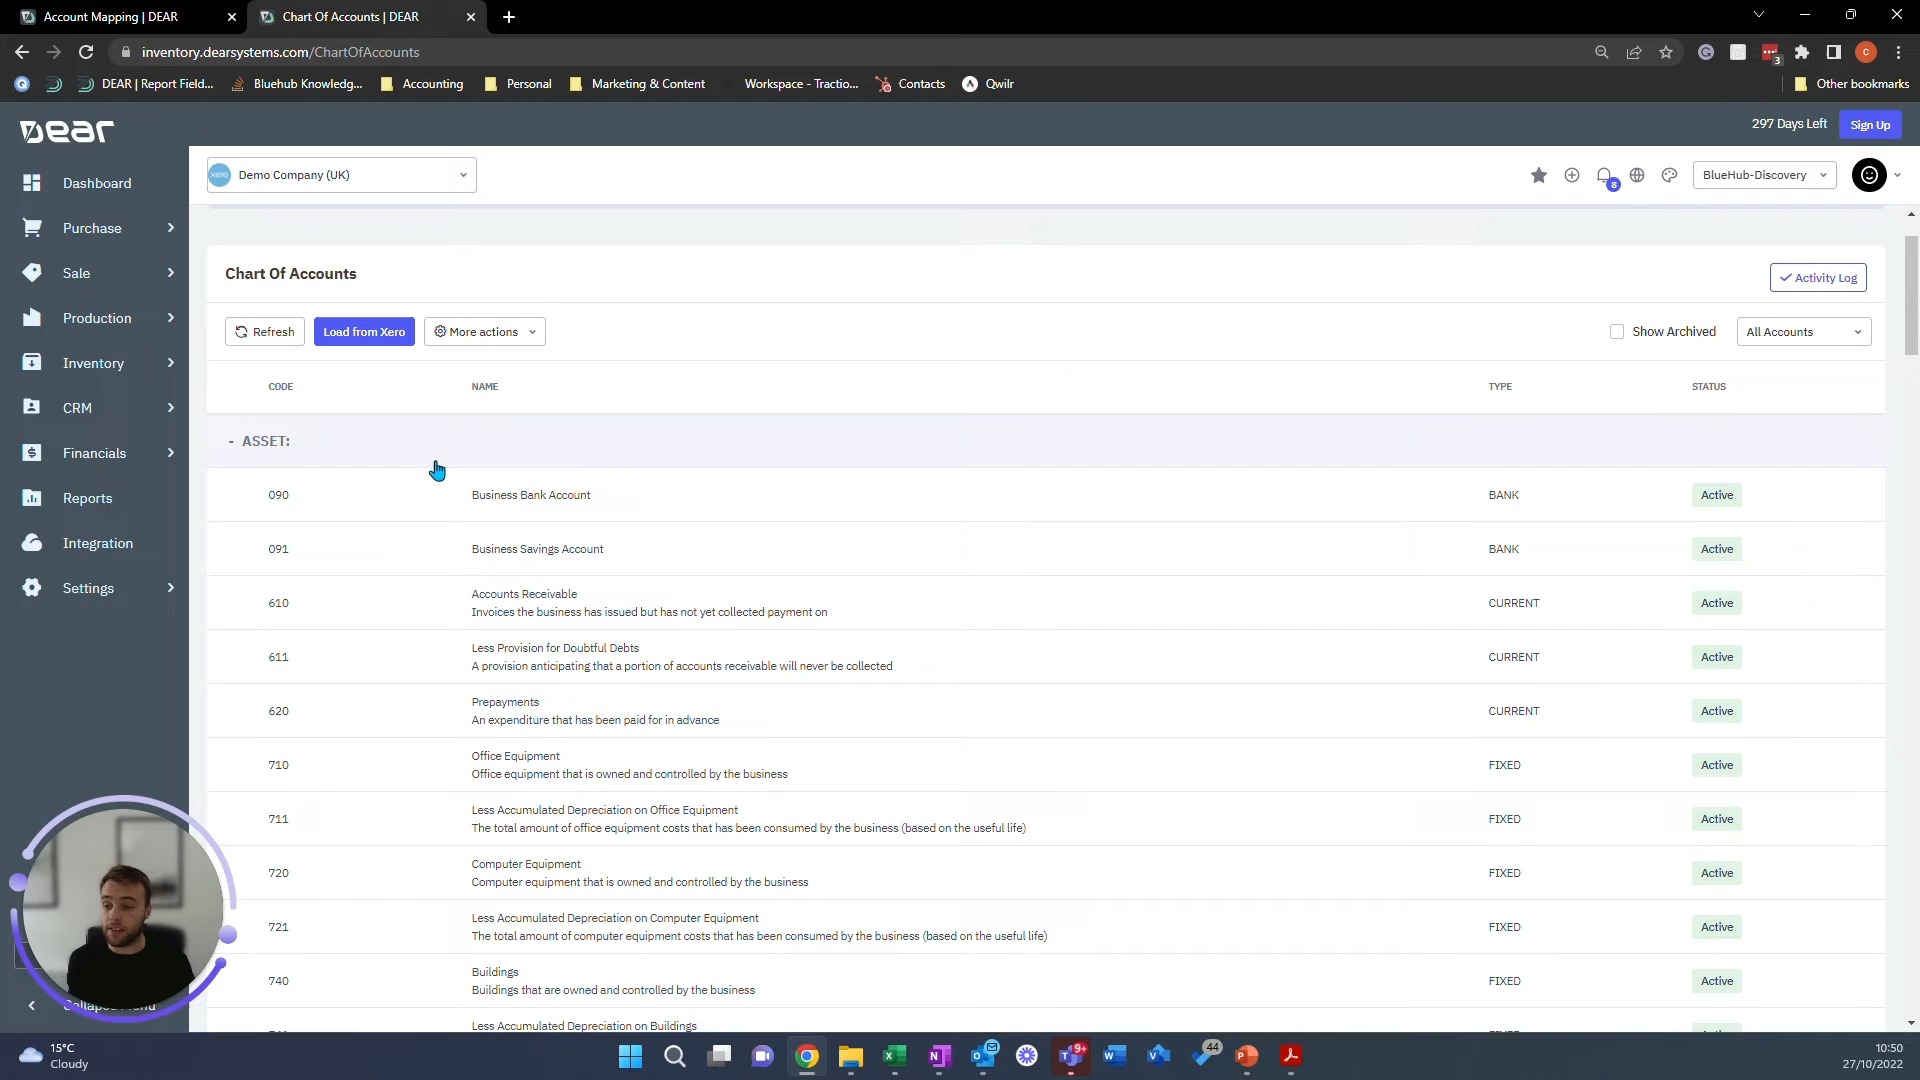 Account Mapping | DEAR
Chart Of Accounts | DEAR
inventory.dearsystems.com/ChartOfAccounts
3
C
DEAR | Report Field...
Bluehub Knowledg...
Accounting
Personal
Marketing & Content
Workspace - Tractio...
Contacts
Qwilr
Other bookmarks
Dear
297 Days Left
Sign Up
xero
Demo Company (UK)
8
BlueHub-Discovery
Dashboard
Purchase
Sale
Production
Inventory
CRM
Financials
Reports
Integration
Settings
Chart Of Accounts
Activity Log
Refresh
Load from Xero
More actions
Show Archived
All Accounts
CODE NAME TYPE STATUS
- ASSET:
090 Business Bank Account BANK Active
091 Business Savings Account BANK Active
610 Accounts Receivable CURRENT Active
Invoices the business has issued but has not yet collected payment on
611 Less Provision for Doubtful Debts CURRENT Active
A provision anticipating that a portion of accounts receivable will never be collected
620 Prepayments CURRENT Active
An expenditure that has been paid for in advance
710 Office Equipment FIXED Active
Office equipment that is owned and controlled by the business
711 Less Accumulated Depreciation on Office Equipment FIXED Active
The total amount of office equipment costs that has been consumed by the business (based on the useful life)
720 Computer Equipment FIXED Active
Computer equipment that is owned and controlled by the business
721 Less Accumulated Depreciation on Computer Equipment FIXED Active
The total amount of computer equipment costs that has been consumed by the business (based on the useful life)
740 Buildings FIXED Active
Buildings that are owned and controlled by the business
Less Accumulated Depreciation on Buildings
15°C
Cloudy
9+
44
10:50
27/10/2022